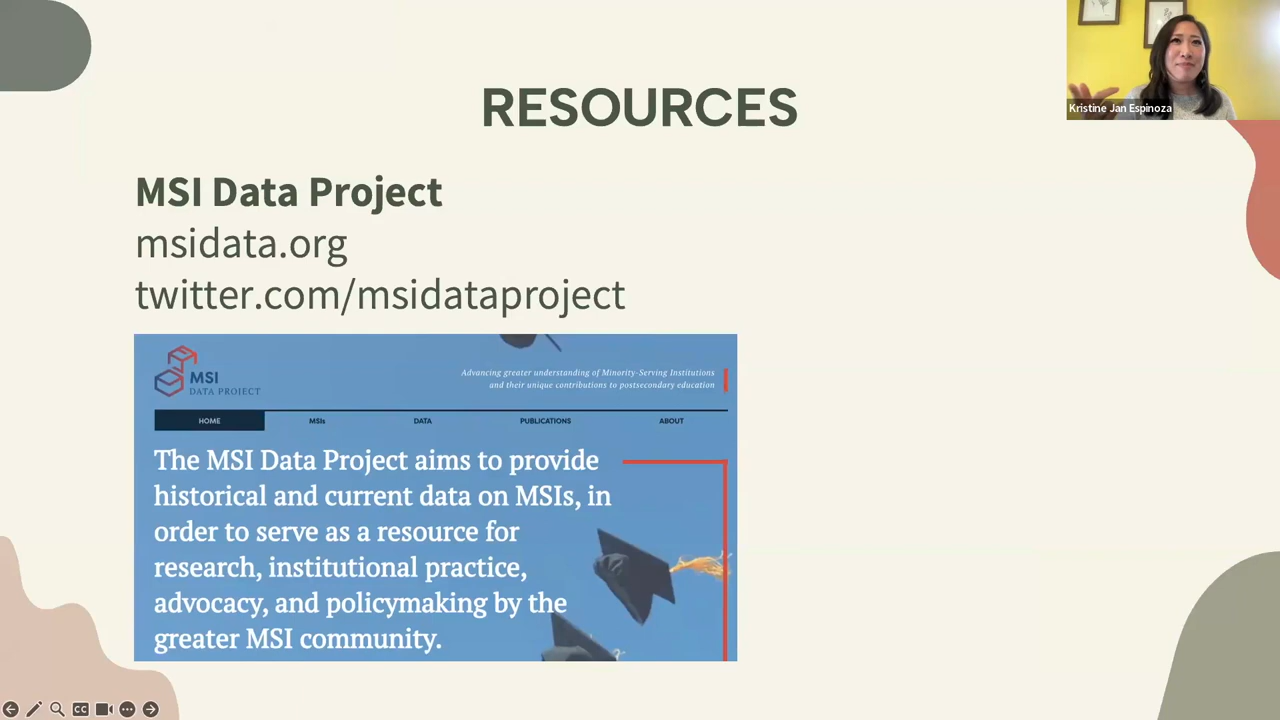 Kristine Jan Espinoza
RESOURCES
MSI Data Project
msidata.org
twitter.com/msidataproject
MSI
DATA PROJECT
Advancing greater understanding of Minority-Serving Institutions
and their unique contributions to postsecondary education
HOME MSIs DATA PUBLICATIONS ABOUT
The MSI Data Project aims to provide
historical and current data on MSIs, in
order to serve as a resource for
research, institutional practice,
advocacy, and policymaking by the
greater MSI community.
CC